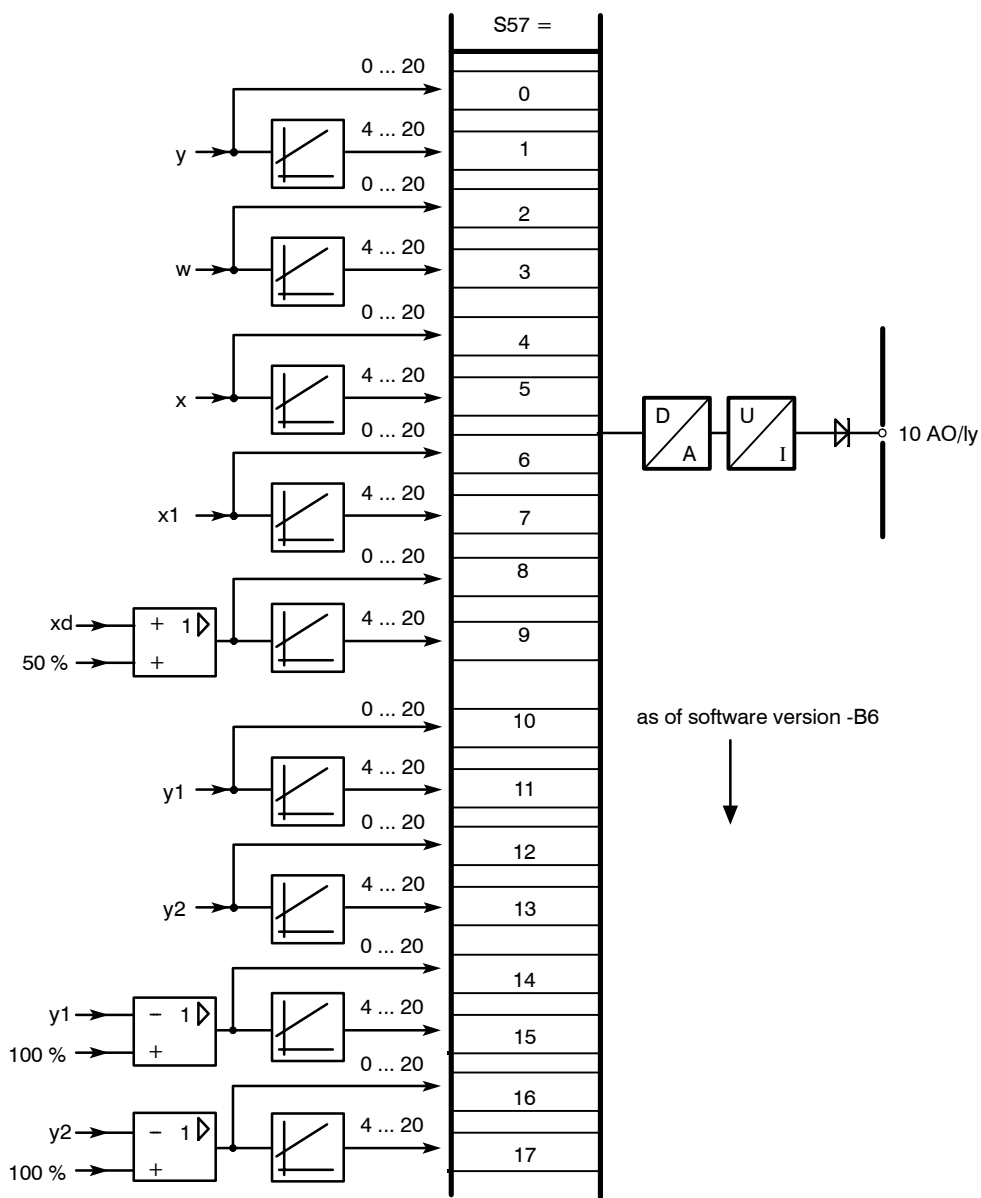 S57 =
0 ... 20
0
4 ... 20
y
1
0 ... 20
2
4 ... 20
w
3
0 ... 20
4
4 ... 20
x
5
0 ... 20
D
A
U
I
10 AO/Iy
6
4 ... 20
x1
7
0 ... 20
8
4 ... 20
xd
+ 1
9
50 %
+
0 ... 20
10
as of software version -B6
4 ... 20
y1
11
0 ... 20
12
4 ... 20
y2
13
0 ... 20
14
4 ... 20
y1
− 1
15
100 %
+
0 ... 20
16
4 ... 20
y2
− 1
17
100 %
+